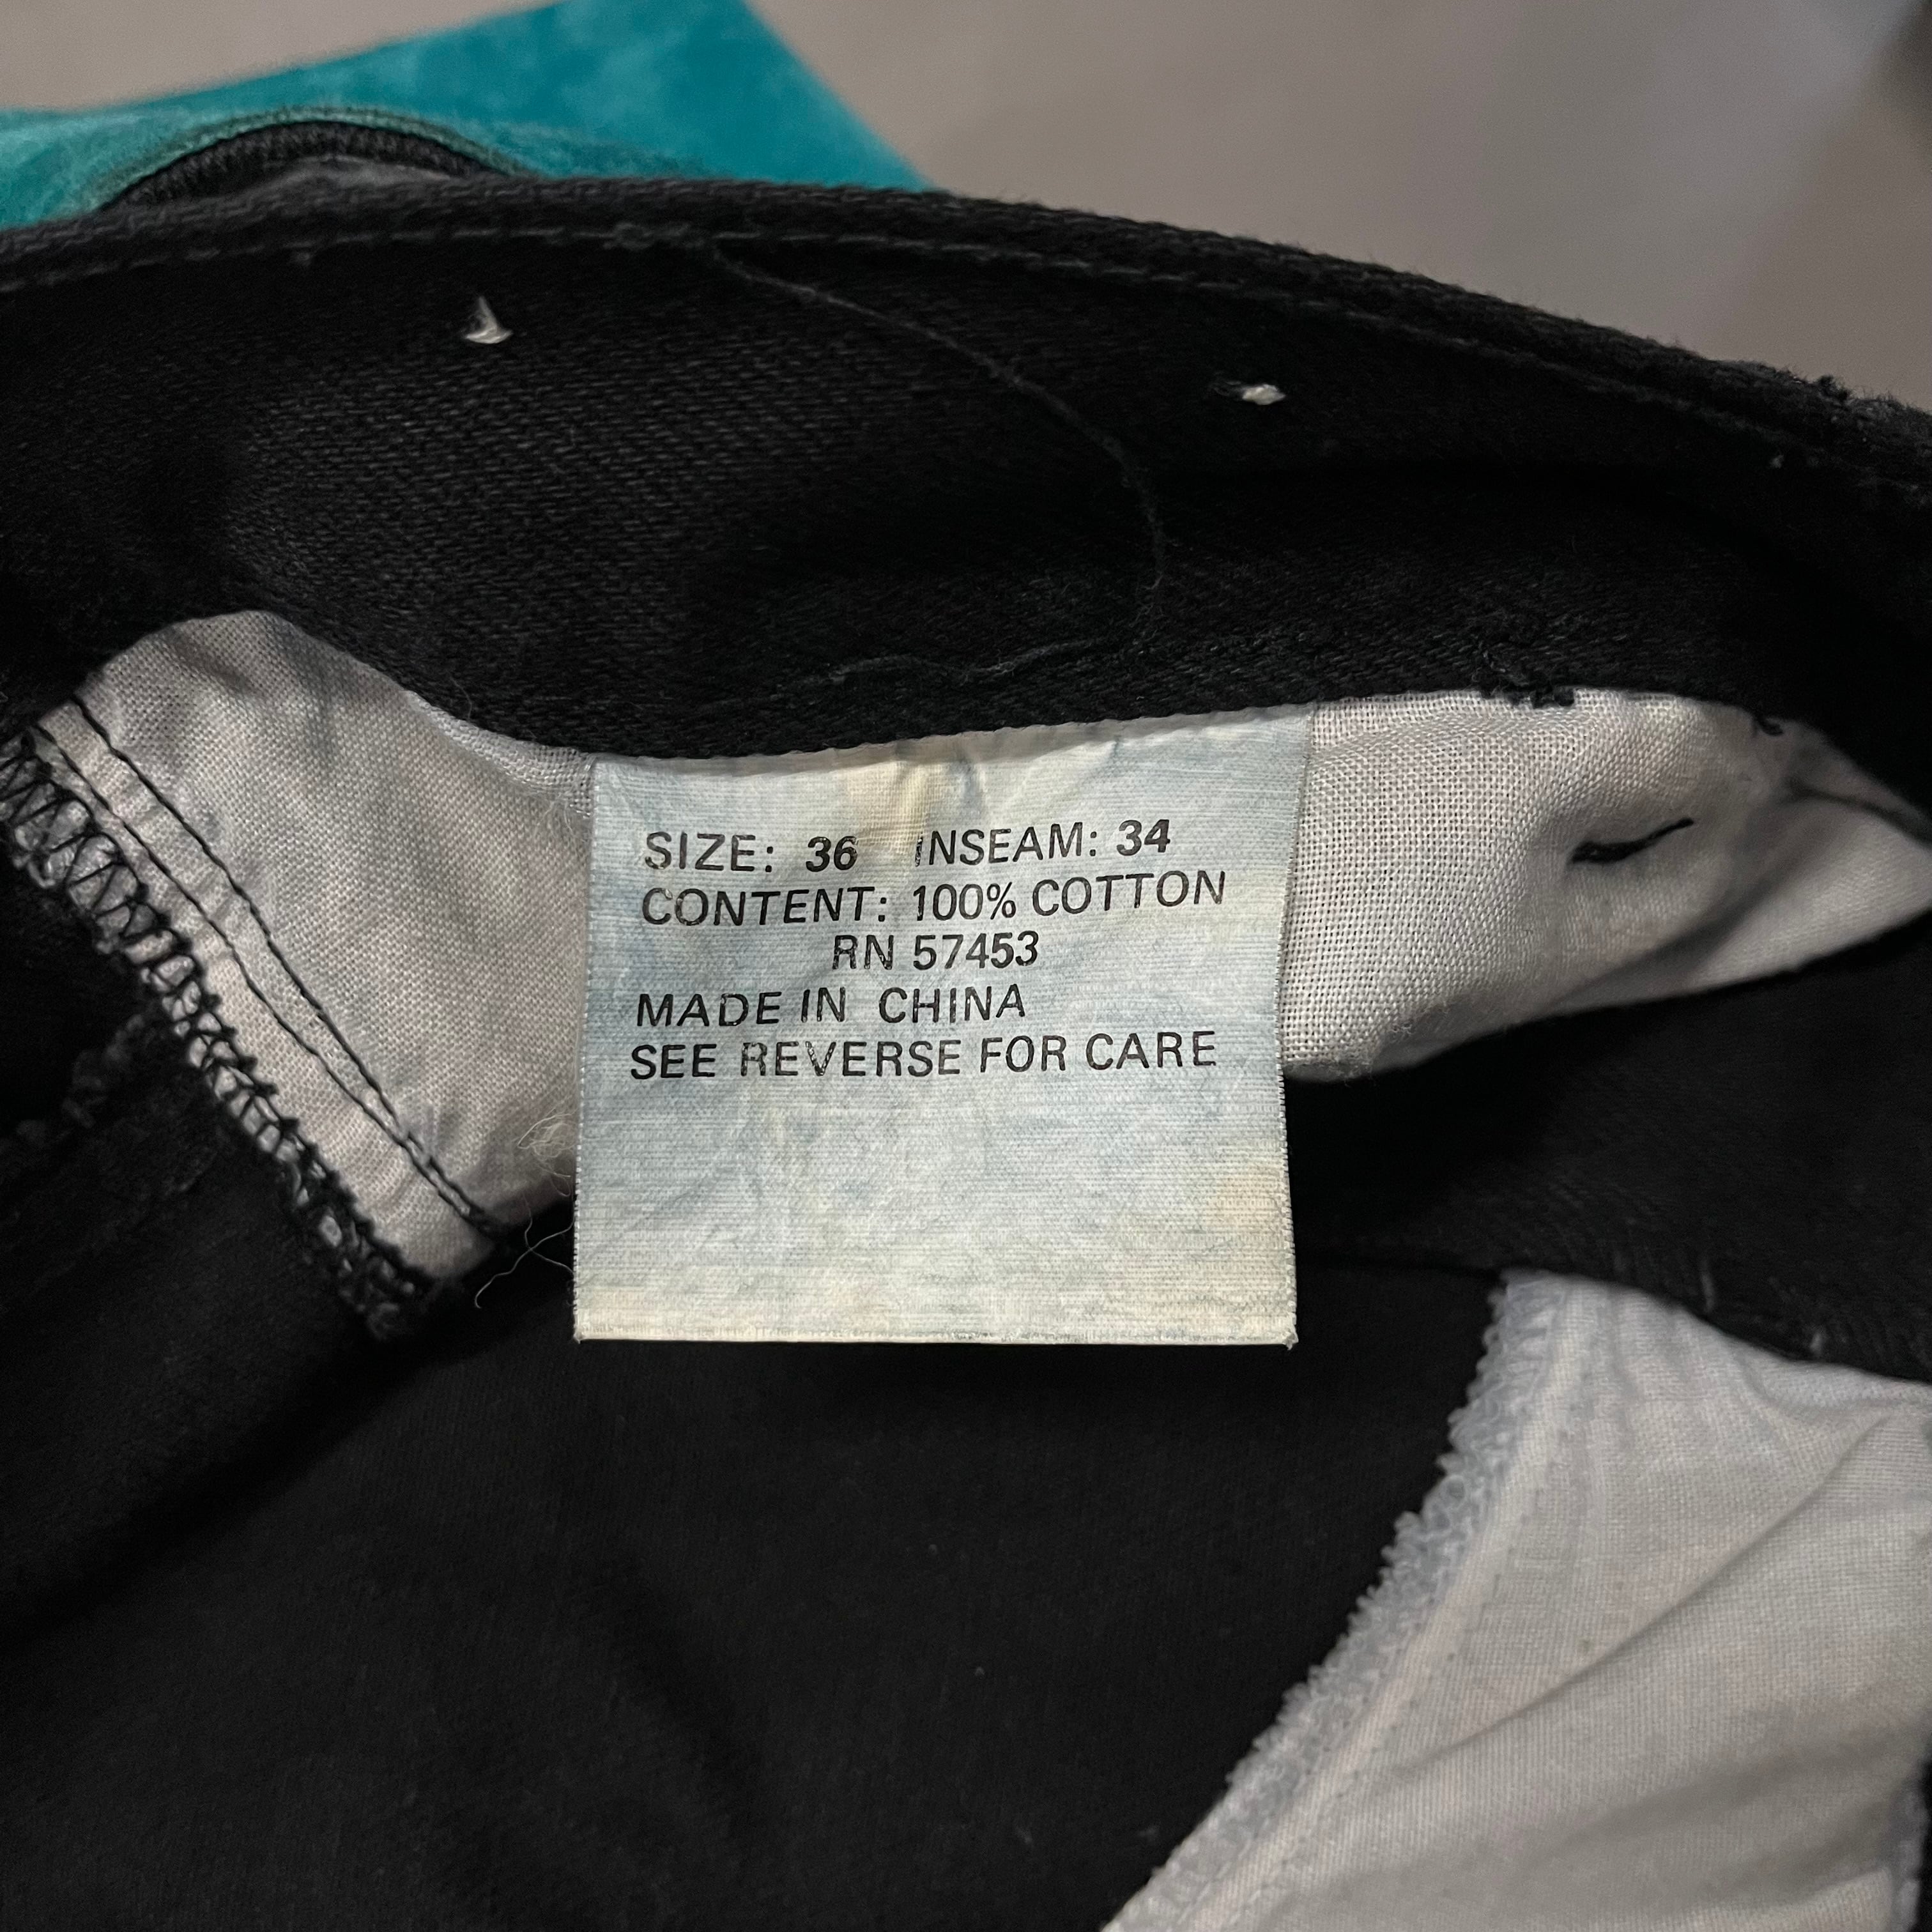 SIZE: 36 INSEAM: 34
CONTENT: 100% COTTON
RN 57453
MADE IN CHINA
SEE REVERSE FOR CARE